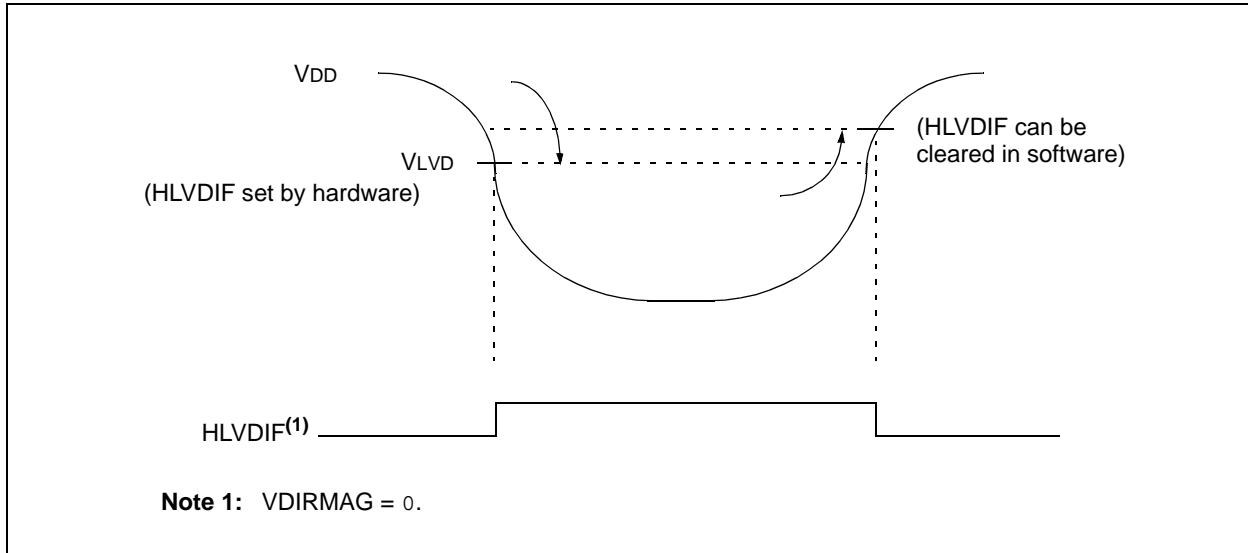 VDD
(HLVDIF can be
cleared in software)
VLVD
(HLVDIF set by hardware)
HLVDIF(1)
Note 1: VDIRMAG = 0.